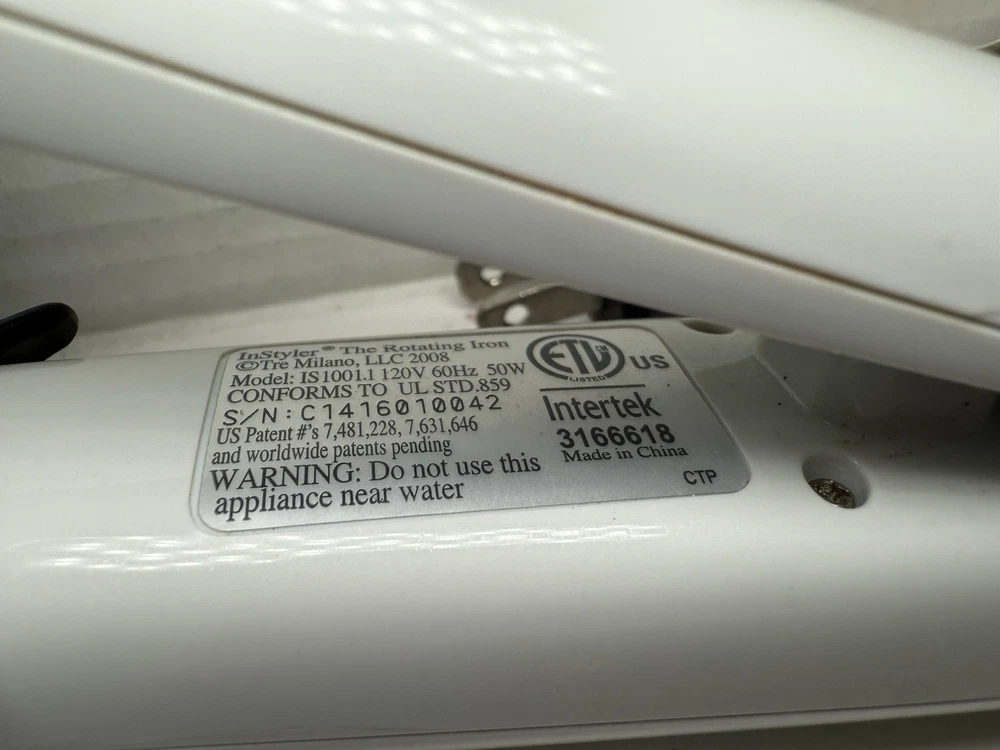 InStyler® The Rotating Iron
©Tre Milano, LLC 2008
Model: IS1001.1 120V 60Hz 50W
CONFORMS TO UL STD.859
S/N: C1416010042
US Patent #'s 7,481,228, 7,631,646
and worldwide patents pending
WARNING: Do not use this
appliance near water
ETL CM US
LISTED
Intertek
3166618
Made in China
CTP